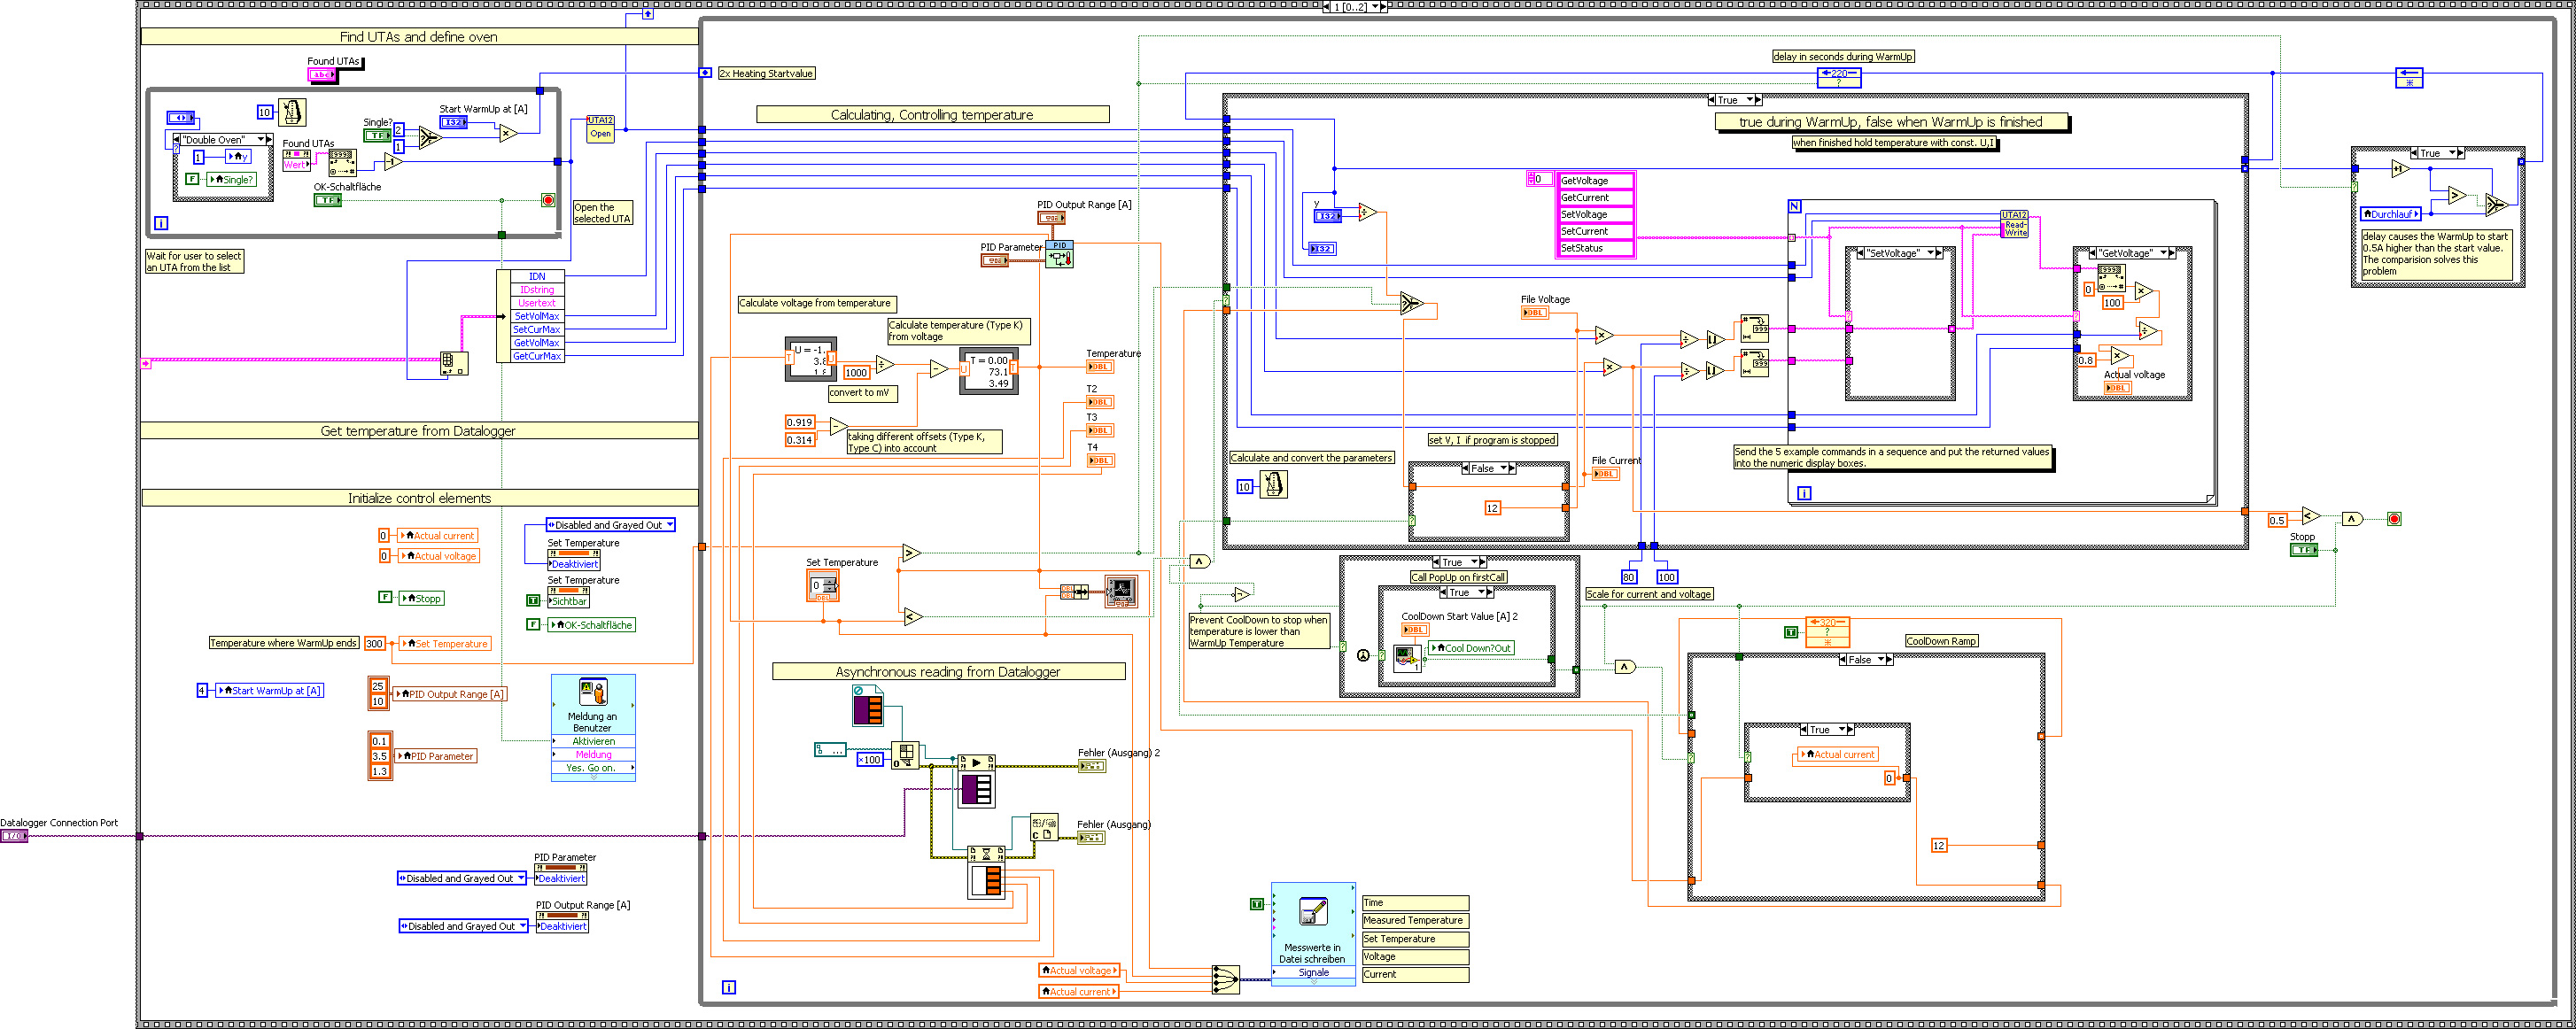 1 [0..2]
Find UTAs and define oven
Found UTAs
abc
2x Heating Startvalue
10
"Double Oven"
1
y
F
Single?
Single?
TF
2
1
Start WarmUp at [A]
I32
Found UTAs
Wert
OK-Schaltfläche
TF
UTA12
Open
Open the
selected UTA
i
Wait for user to select
an UTA from the list
IDN
IDstring
Usertext
SetVolMax
SetCurMax
GetVolMax
GetCurMax
Get temperature from Datalogger
Initialize control elements
0
Actual current
0
Actual voltage
F
Stopp
Disabled and Grayed Out
Set Temperature
Deaktiviert
Set Temperature
T
Sichtbar
F
OK-Schaltfläche
Temperature where WarmUp ends
300
Set Temperature
4
Start WarmUp at [A]
25
10
PID Output Range [A]
0.1
3.5
1.3
PID Parameter
Meldung an
Benutzer
Aktivieren
Meldung
Yes. Go on.
Datalogger Connection Port
I/O
PID Parameter
Disabled and Grayed Out
Deaktiviert
PID Output Range [A]
Disabled and Grayed Out
Deaktiviert
Calculating, Controlling temperature
PID Output Range [A]
PID Parameter
PID
Calculate voltage from temperature
Calculate temperature (Type K)
from voltage
T
U = -1.
3.8
1.8
U
1000
convert to mV
U
T = 0.00
73.1
3.49
T
0.919
0.314
taking different offsets (Type K,
Type C) into account
Temperature
DBL
T2
DBL
T3
DBL
T4
DBL
Set Temperature
0
DBL
Asynchronous reading from Datalogger
×100
Fehler (Ausgang) 2
Fehler (Ausgang)
i
Actual voltage
Actual current
T
Messwerte in
Datei schreiben
Signale
Time
Measured Temperature
Set Temperature
Voltage
Current
delay in seconds during WarmUp
220
?
True
true during WarmUp, false when WarmUp is finished
when finished hold temperature with const. U,I
y
I32
I32
0
GetVoltage
GetCurrent
SetVoltage
SetCurrent
SetStatus
File Voltage
DBL
set V, I if program is stopped
Calculate and convert the parameters
10
False
12
File Current
DBL
N
UTA12
Read-
Write
"SetVoltage"
"GetVoltage"
0
100
0.8
Actual voltage
DBL
Send the 5 example commands in a sequence and put the returned values
into the numeric display boxes.
i
80
100
Scale for current and voltage
True
Durchlauf
delay causes the WarmUp to start
0.5A higher than the start value.
The comparision solves this
problem
0.5
Stopp
TF
Prevent CoolDown to stop when
temperature is lower than
WarmUp Temperature
True
Call PopUp on firstCall
True
CoolDown Start Value [A] 2
DBL
Cool Down?Out
T
320
?
CoolDown Ramp
False
True
Actual current
0
12